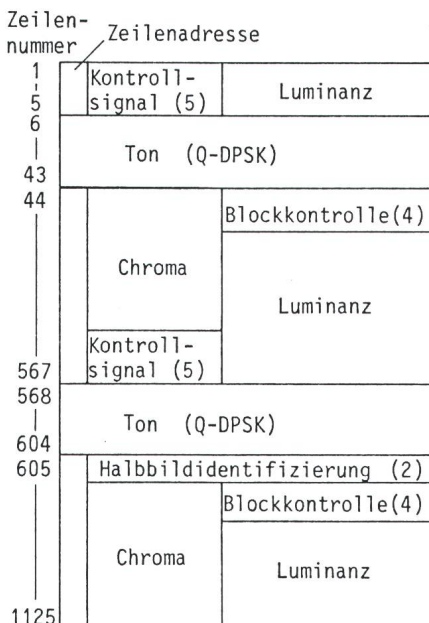 Zeilen-
nummer
Zeilenadresse
1
5
Kontroll-
signal (5)
Luminanz
6
43
Ton (Q-DPSK)
44
Blockkontrolle(4)
Chroma
Luminanz
Kontroll-
signal (5)
567
568
604
Ton (Q-DPSK)
605
Halbbildidentifizierung (2)
Blockkontrolle(4)
Chroma
Luminanz
1125